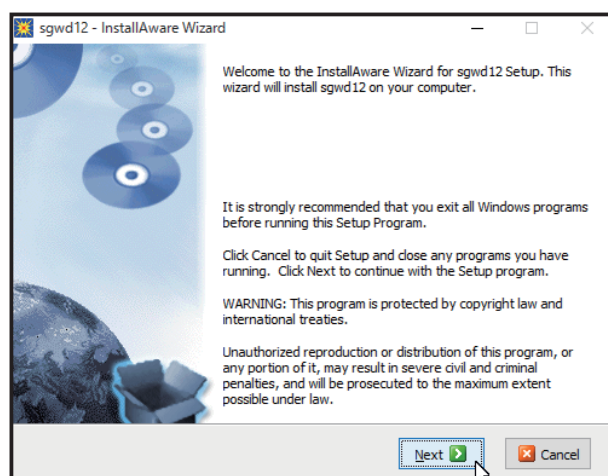 sgwd12 - InstallAware Wizard
Welcome to the InstallAware Wizard for sgwd12 Setup. This
wizard will install sgwd12 on your computer.
It is strongly recommended that you exit all Windows programs
before running this Setup Program.
Click Cancel to quit Setup and close any programs you have
running. Click Next to continue with the Setup program.
WARNING: This program is protected by copyright law and
international treaties.
Unauthorized reproduction or distribution of this program, or
any portion of it, may result in severe civil and criminal
penalties, and will be prosecuted to the maximum extent
possible under law.
Next
Cancel